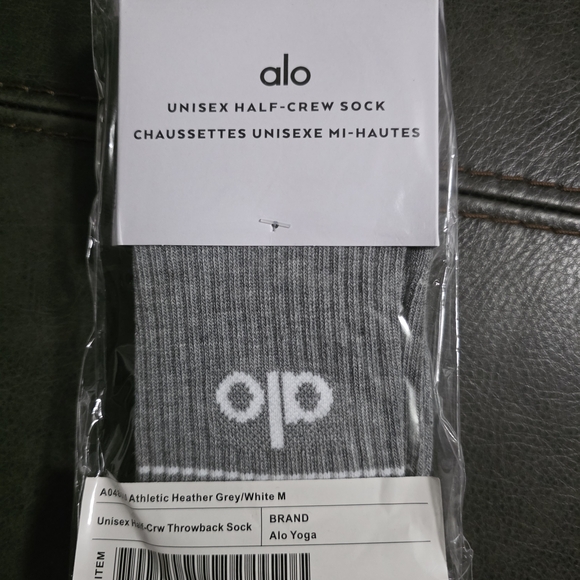 alo
UNISEX HALF-CREW SOCK
CHAUSSETTES UNISEXE MI-HAUTES
alo
Athletic Heather Grey/White M
Unisex Half-Crw Throwback Sock
BRAND
Alo Yoga
ITEM